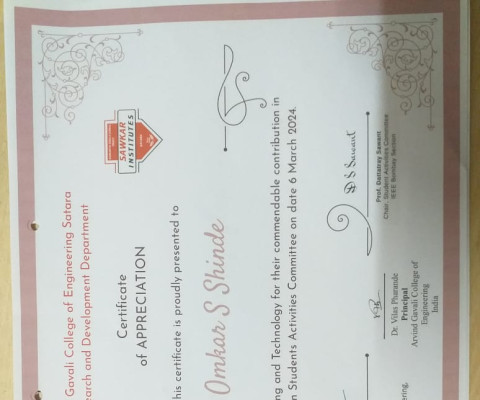 Gavali College of Engineering Satara
earch and Development Department
SAWKAR
INSTITUTES
Certificate
of APPRECIATION
his certificate is proudly presented to
Omkar S Shinde
ng and Technology for their commendable contribution in
n Students Activities Committee on date 6 March 2024.
D S Sawant
Prof. Dattatray Sawant
Chair, Student Activities Committee
IEEE Bombay Section
Dr. Vilas Pharande
Principal
Arvind Gavali College of
Engineering
India
ering,